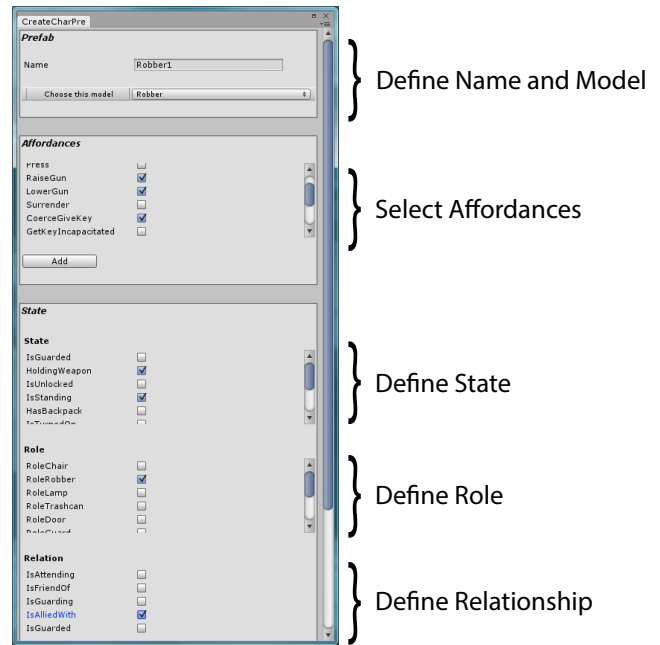 CreateCharPre
Prefab
Name Robber1
Choose this model Robber
Define Name and Model
Affordances
Press
RaiseGun
LowerGun
Surrender
CoerceGiveKey
GetKeyIncapacitated
Add
Select Affordances
State
State
IsGuarded
HoldingWeapon
IsUnlocked
IsStanding
HasBackpack
IsTurnedOn
Define State
Role
RoleChair
RoleRobber
RoleLamp
RoleTrashcan
RoleDoor
RoleGuard
Define Role
Relation
IsAttending
IsFriendOf
IsGuarding
IsAlliedWith
IsGuarded
Define Relationship